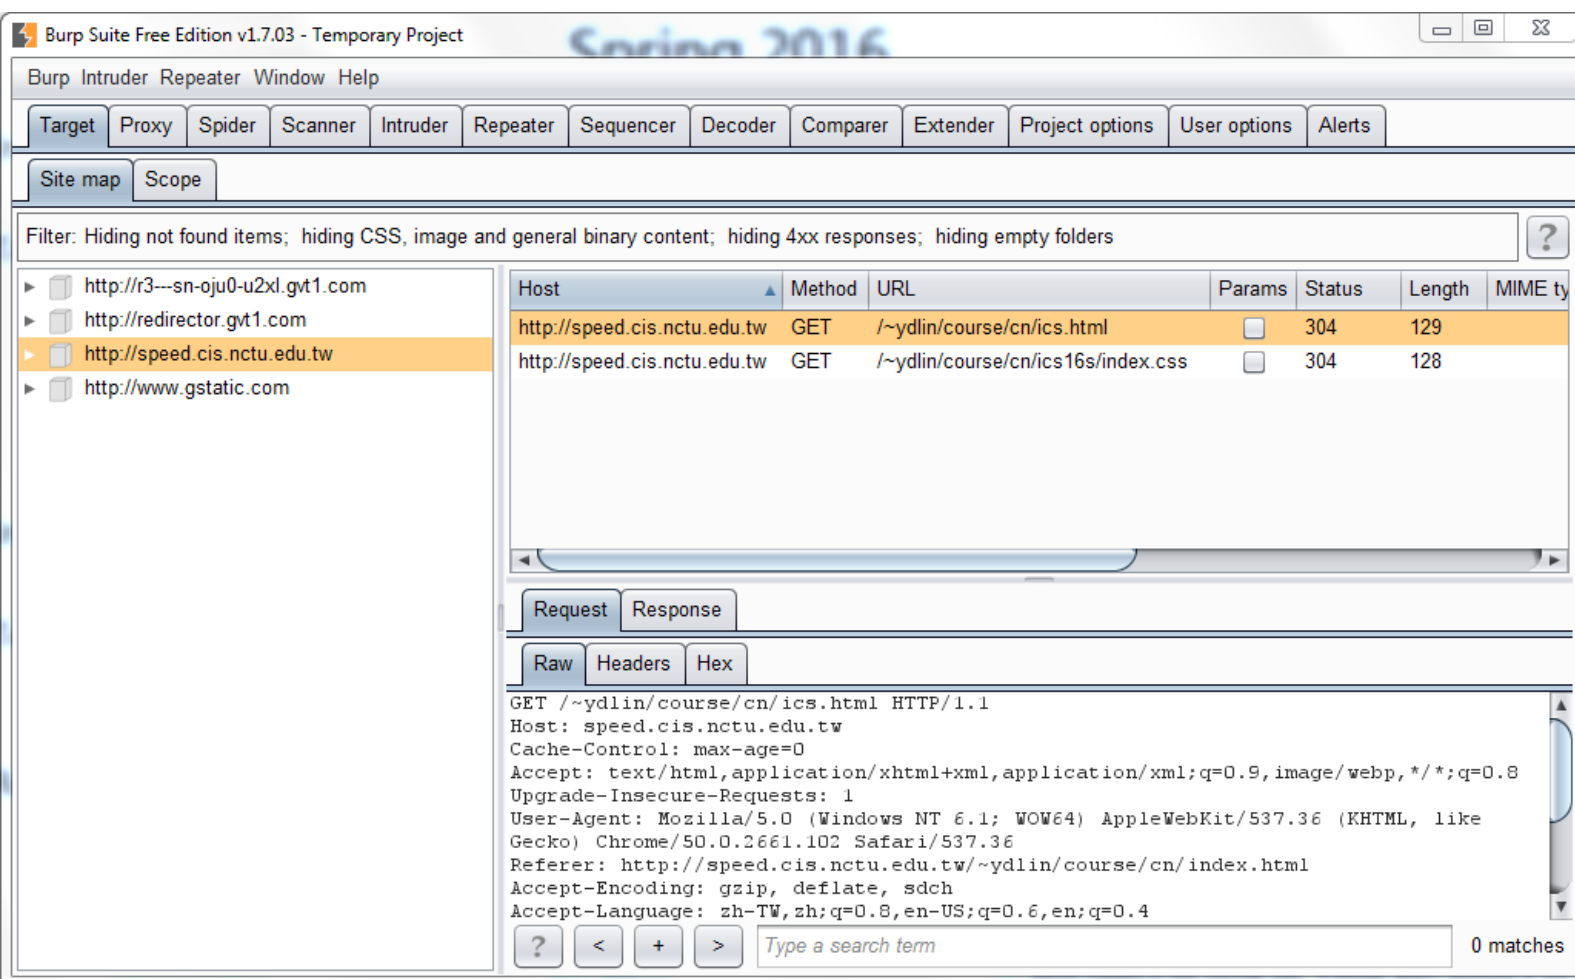 Burp Suite Free Edition v1.7.03 - Temporary Project
Spring 2016
Burp Intruder Repeater Window Help
Target Proxy Spider Scanner Intruder Repeater Sequencer Decoder Comparer Extender Project options User options Alerts
Site map Scope
Filter: Hiding not found items; hiding CSS, image and general binary content; hiding 4xx responses; hiding empty folders ?
http://r3---sn-oju0-u2xl.gvt1.com
http://redirector.gvt1.com
http://speed.cis.nctu.edu.tw
http://www.gstatic.com
Host Method URL Params Status Length MIME ty
http://speed.cis.nctu.edu.tw GET /~ydlin/course/cn/ics.html 304 129
http://speed.cis.nctu.edu.tw GET /~ydlin/course/cn/ics16s/index.css 304 128
Request Response
Raw Headers Hex
GET /~ydlin/course/cn/ics.html HTTP/1.1
Host: speed.cis.nctu.edu.tw
Cache-Control: max-age=0
Accept: text/html,application/xhtml+xml,application/xml;q=0.9,image/webp,*/*;q=0.8
Upgrade-Insecure-Requests: 1
User-Agent: Mozilla/5.0 (Windows NT 6.1; WOW64) AppleWebKit/537.36 (KHTML, like
Gecko) Chrome/50.0.2661.102 Safari/537.36
Referer: http://speed.cis.nctu.edu.tw/~ydlin/course/cn/index.html
Accept-Encoding: gzip, deflate, sdch
Accept-Language: zh-TW,zh;q=0.8,en-US;q=0.6,en;q=0.4
? < + > Type a search term 0 matches